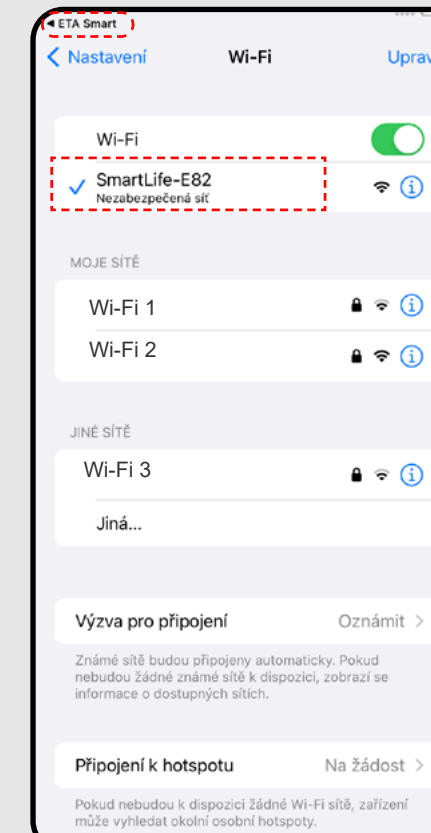 ◀ ETA Smart
Nastavení Wi-Fi
Wi-Fi
SmartLife-E82
Nezabezpečená síť
MOJE SÍTĚ
Wi-Fi 1
Wi-Fi 2
JINÉ SÍTĚ
Wi-Fi 3
Jiná...
Výzva pro připojení Oznámit >
Známé sítě budou připojeny automaticky. Pokud
nebudou žádné známé sítě k dispozici, zobrazí se
informace o dostupných sítích.
Připojení k hotspotu Na žádost >
Pokud nebudou k dispozici žádné Wi-Fi sítě, zařízení
může vyhledat okolní osobní hotspoty.